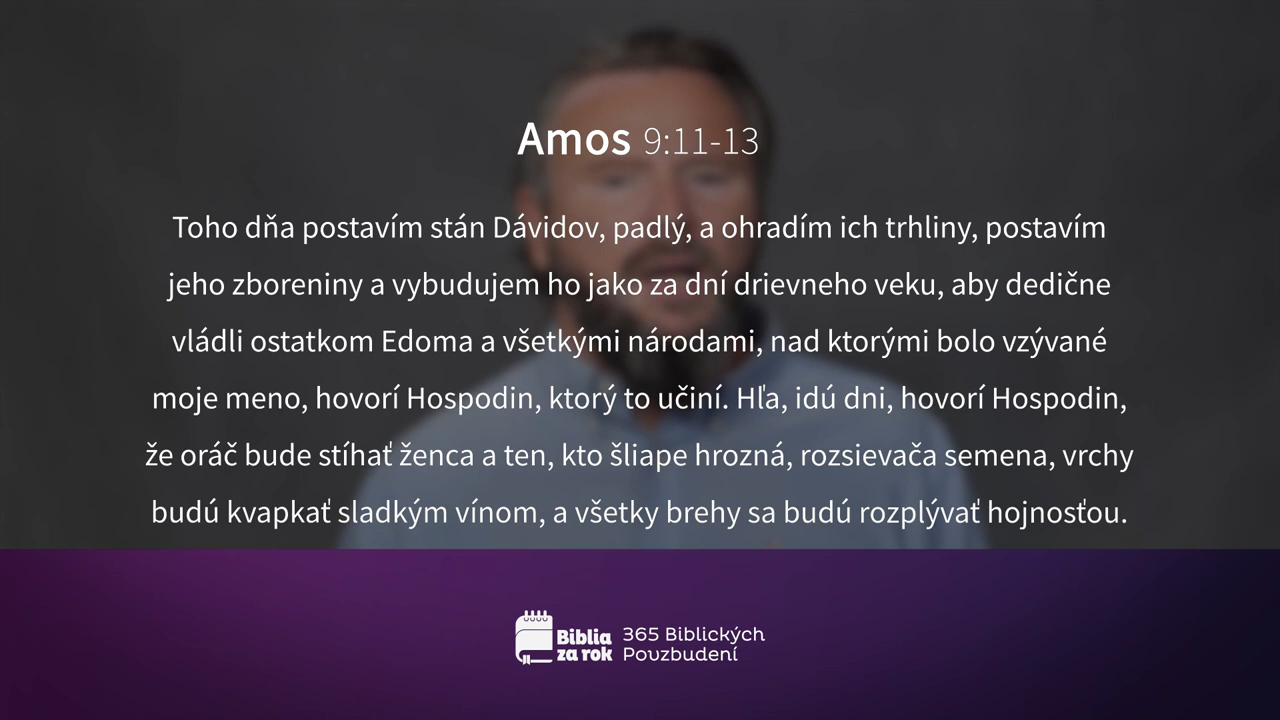 Amos 9:11-13
Toho dňa postavím stán Dávidov, padlý, a ohradím ich trhliny, postavím
jeho zboreniny a vybudujem ho jako za dní drievneho veku, aby dedične
vládli ostatkom Edoma a všetkými národami, nad ktorými bolo vzývané
moje meno, hovorí Hospodin, ktorý to učiní. Hľa, idú dni, hovorí Hospodin,
že oráč bude stíhať ženca a ten, kto šliape hrozná, rozsievača semena, vrchy
budú kvapkať sladkým vínom, a všetky brehy sa budú rozplývať hojnosťou.
Biblia
za rok
365 Biblických
Povzbudení